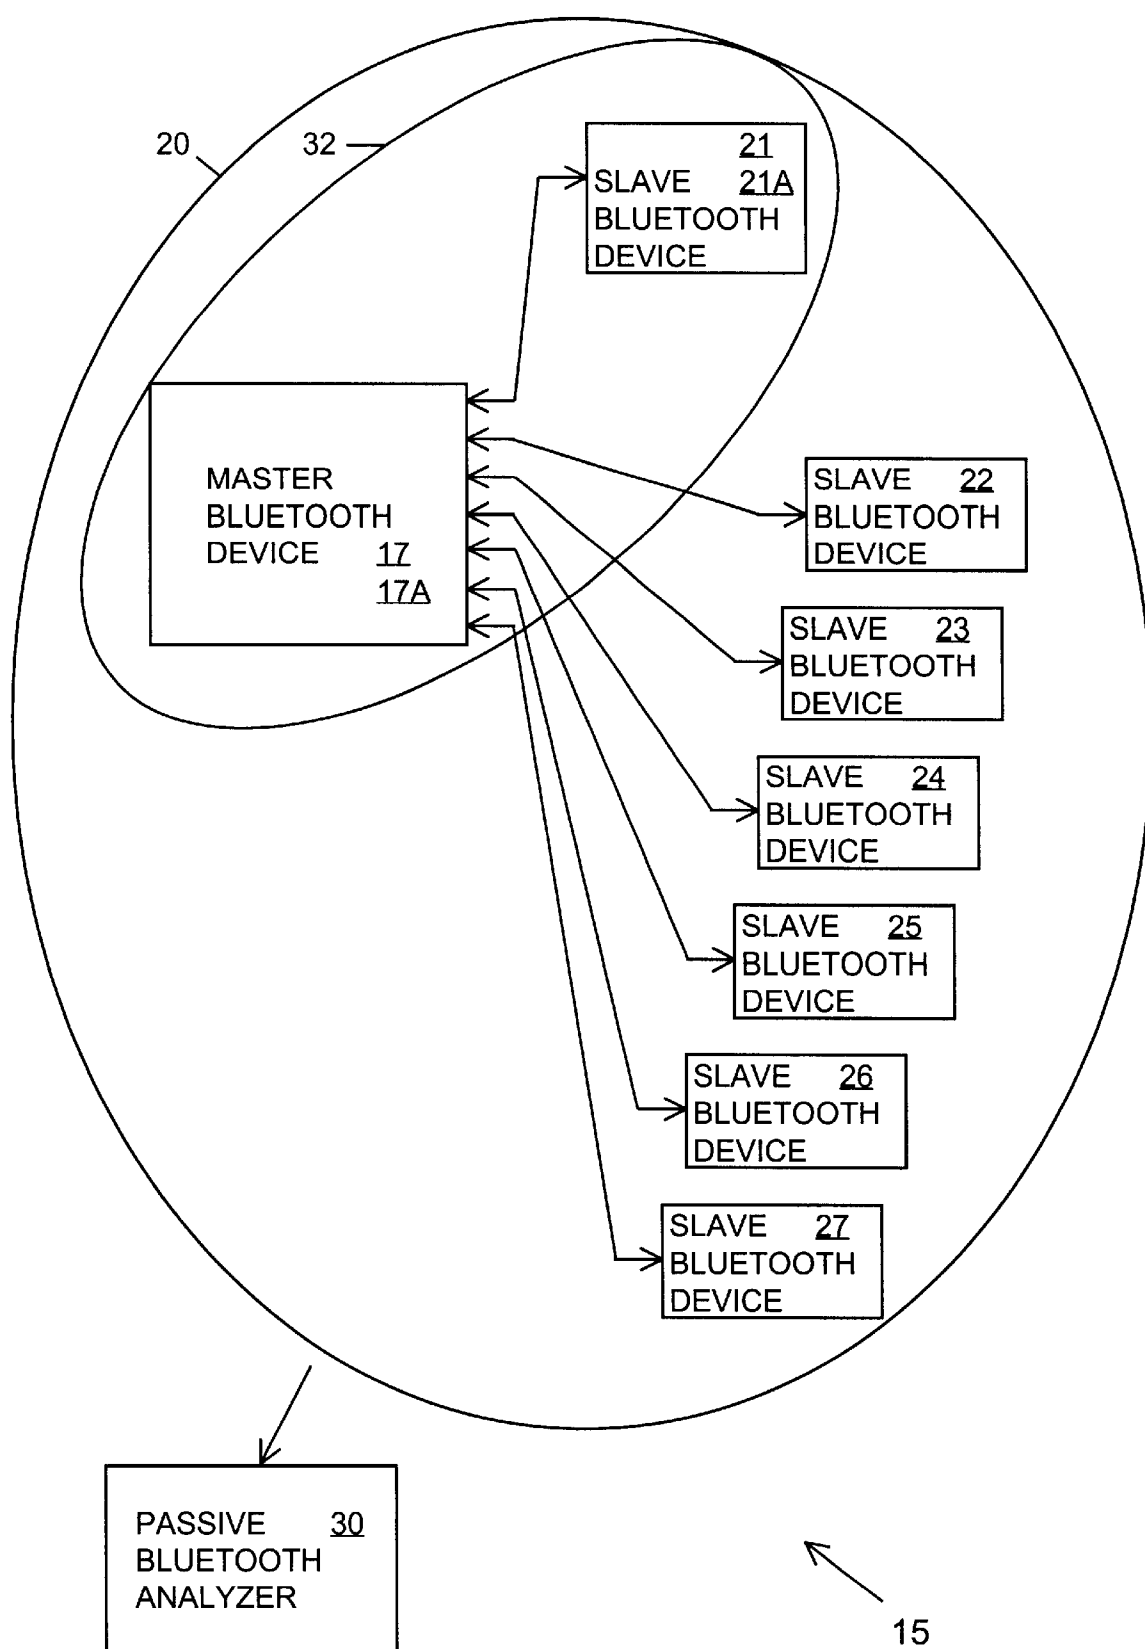 20
32
21
SLAVE 21A
BLUETOOTH
DEVICE
MASTER
BLUETOOTH
DEVICE 17
17A
SLAVE 22
BLUETOOTH
DEVICE
SLAVE 23
BLUETOOTH
DEVICE
SLAVE 24
BLUETOOTH
DEVICE
SLAVE 25
BLUETOOTH
DEVICE
SLAVE 26
BLUETOOTH
DEVICE
SLAVE 27
BLUETOOTH
DEVICE
PASSIVE 30
BLUETOOTH
ANALYZER
15